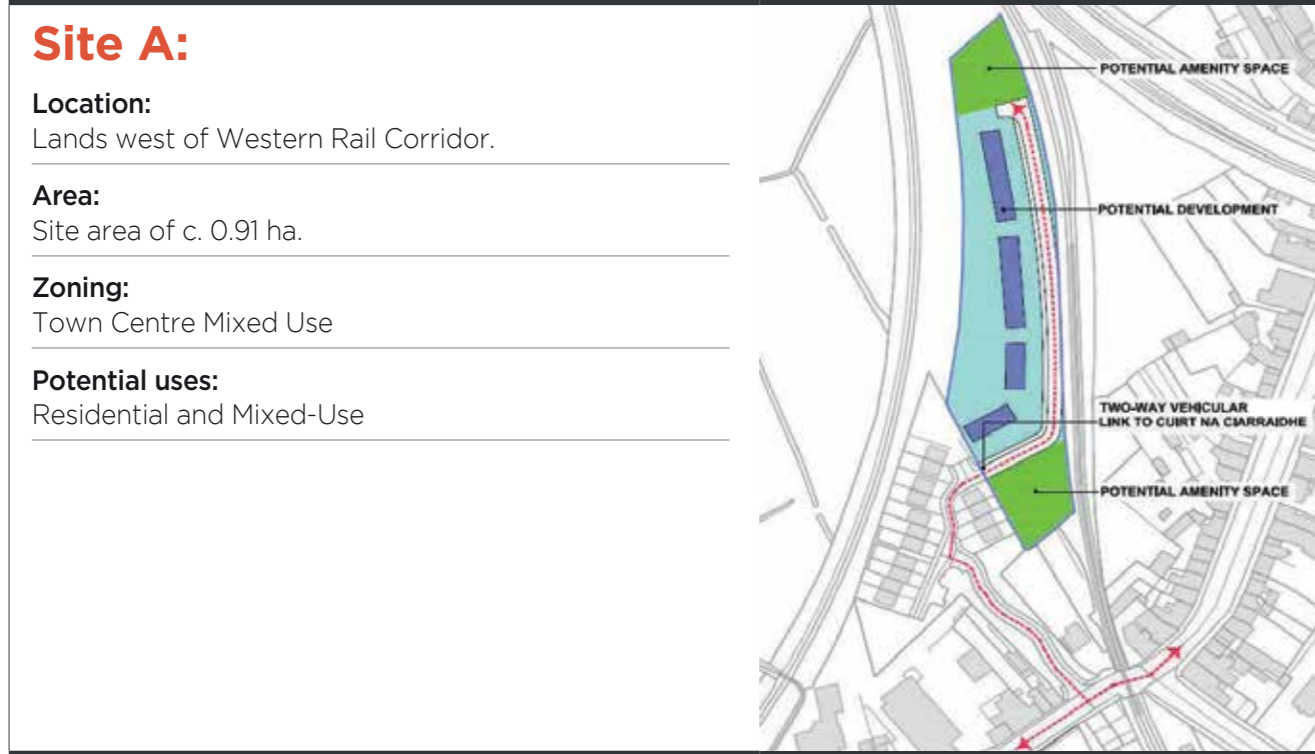 Site A:
Location:
Lands west of Western Rail Corridor.
Area:
Site area of c. 0.91 ha.
Zoning:
Town Centre Mixed Use
Potential uses:
Residential and Mixed-Use
POTENTIAL AMENITY SPACE
POTENTIAL DEVELOPMENT
TWO-WAY VEHICULAR
LINK TO CUIRT NA CIARRAIDHE
POTENTIAL AMENITY SPACE